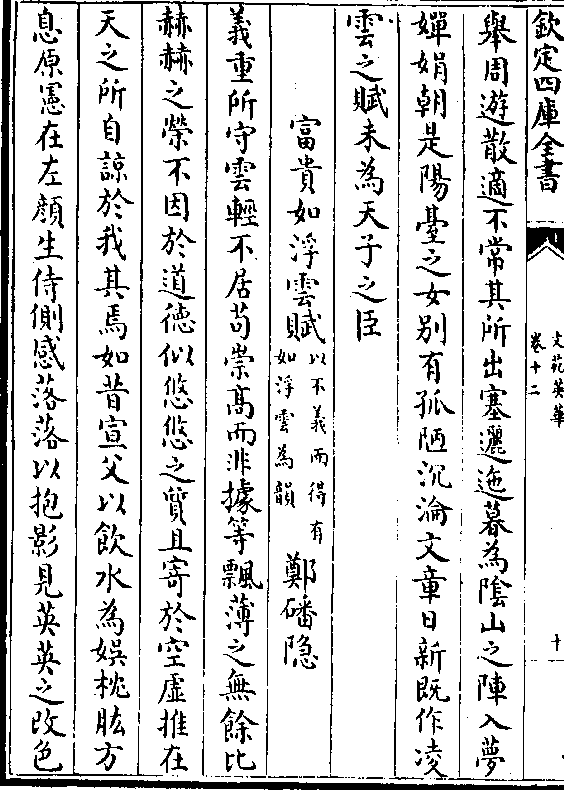 欽定四庫全書
文苑英華
卷十二
十
舉周遊散適不常其所出塞邐迤暮為陰山之陣入夢
嬋娟朝是陽臺之女別有孤陋沉淪文章日新既作凌
雲之賦未為天子之臣
富貴如浮雲賦
以不義而得有
如浮雲為韻
鄭磻隱
義重所守雲輕不居苟崇高而非據等飄薄之無餘比
赫赫之榮不因於道德似悠悠之質且寄於空虛推在
天之所自諒於我其焉如昔宣父以飲水為娛枕肱方
息原憲在左顔生侍側感落落以抱影見英英之改色